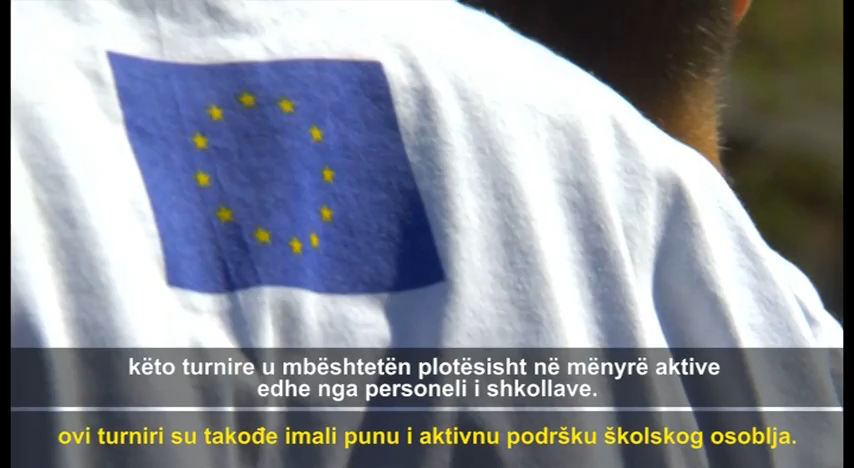 këto turnire u mbështetën plotësisht në mënyrë aktive
edhe nga personeli i shkollave.
ovi turniri su takođe imali punu i aktivnu podršku školskog osoblja.